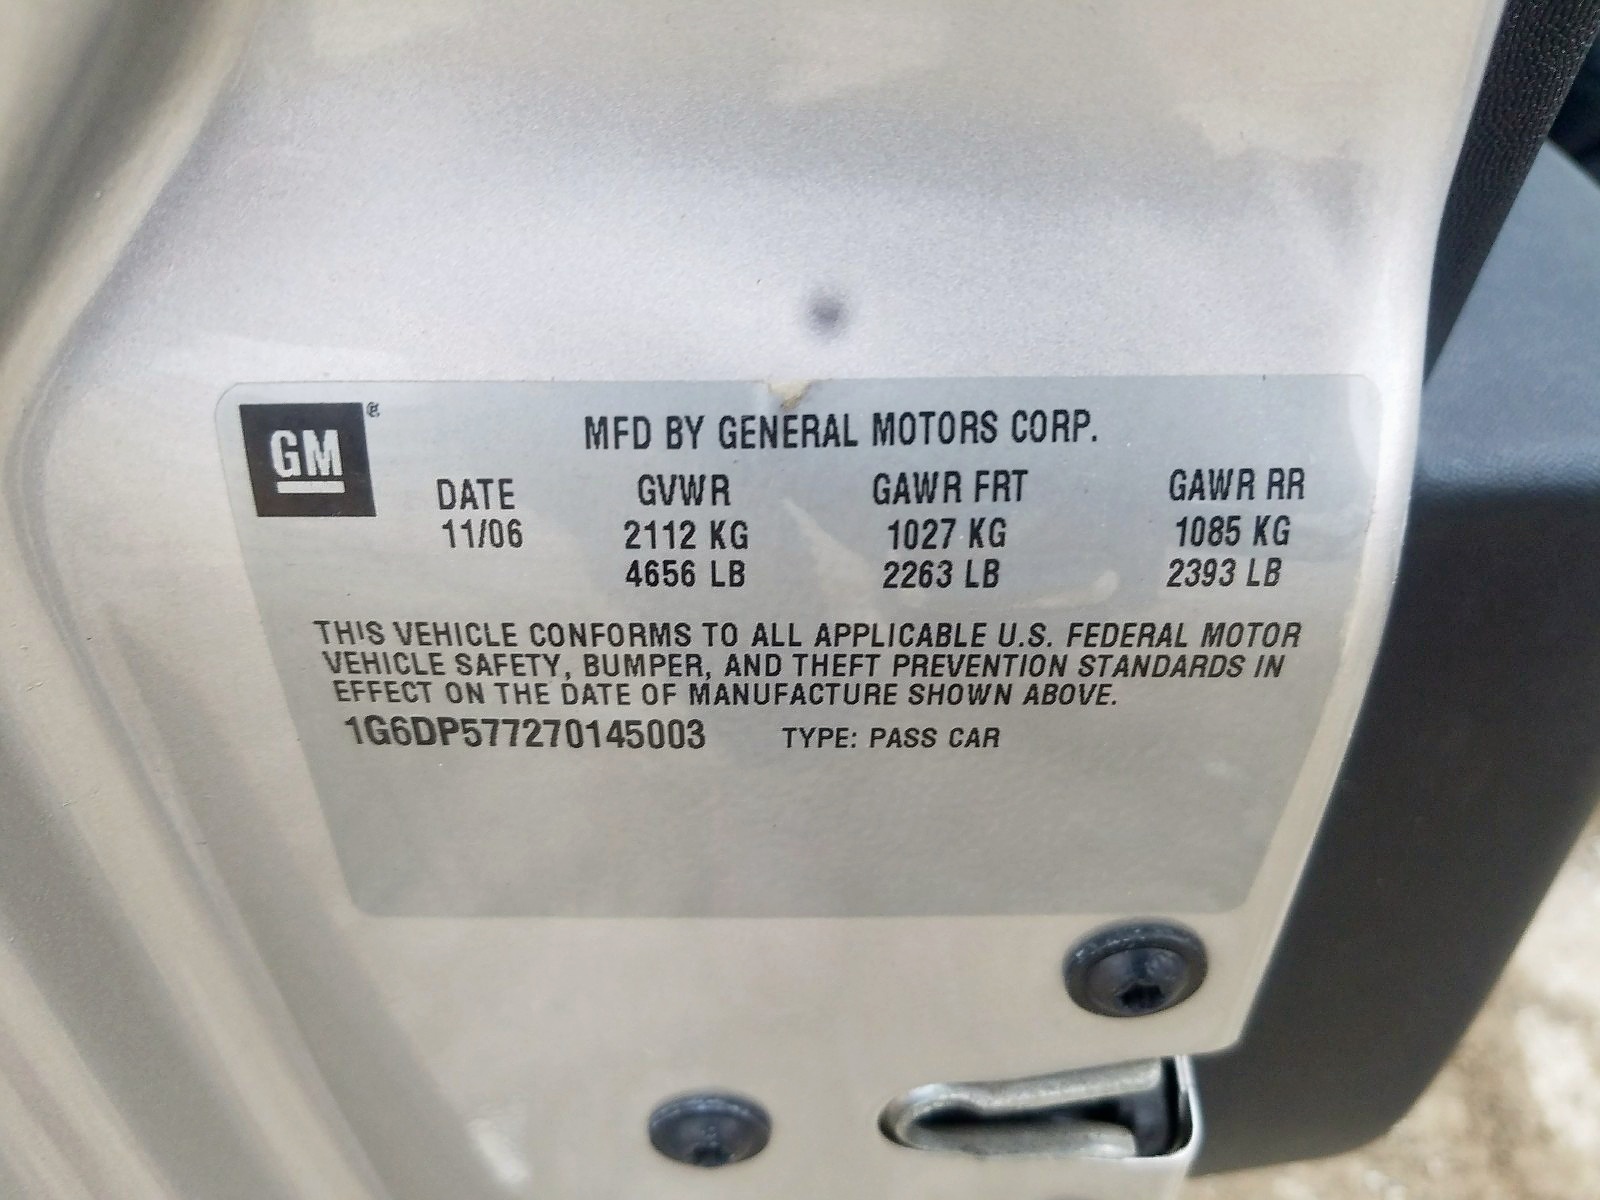 GM®
MFD BY GENERAL MOTORS CORP.
DATE GVWR GAWR FRT GAWR RR
11/06 2112 KG 1027 KG 1085 KG
4656 LB 2263 LB 2393 LB
THIS VEHICLE CONFORMS TO ALL APPLICABLE U.S. FEDERAL MOTOR
VEHICLE SAFETY, BUMPER, AND THEFT PREVENTION STANDARDS IN
EFFECT ON THE DATE OF MANUFACTURE SHOWN ABOVE.
1G6DP577270145003 TYPE: PASS CAR